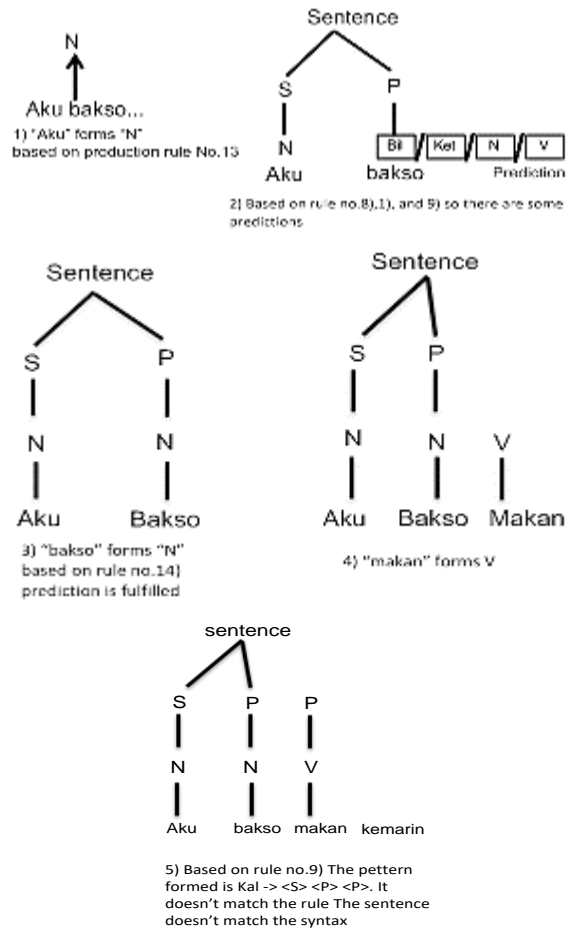 N
Aku bakso...
1) "Aku" forms "N"
based on production rule No.13
Sentence
S P
N Bil / Ket / N / V
Aku bakso Prediction
2) Based on rule no.8),1), and 9) so there are some
predictions
Sentence
S P
N N
Aku Bakso
3) "bakso" forms "N"
based on rule no.14)
prediction is fulfilled
Sentence
S P
N N V
Aku Bakso Makan
4) "makan" forms V
sentence
S P P
N N V
Aku bakso makan kemarin
5) Based on rule no.9) The pettern
formed is Kal -> <S> <P> <P>. It
doesn't match the rule The sentence
doesn't match the syntax